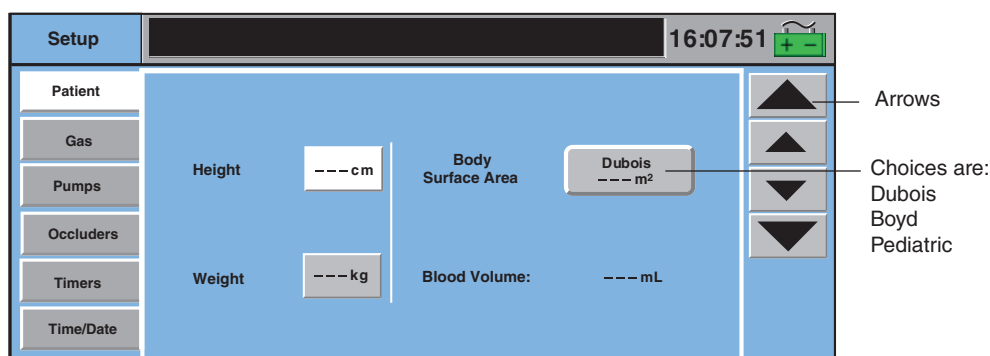 Setup
16:07:51
+ −
Patient
Gas
Pumps
Occluders
Timers
Time/Date
Height
---cm
Body
Surface Area
Dubois
---m²
Weight
---kg
Blood Volume:
---mL
Arrows
Choices are:
Dubois
Boyd
Pediatric